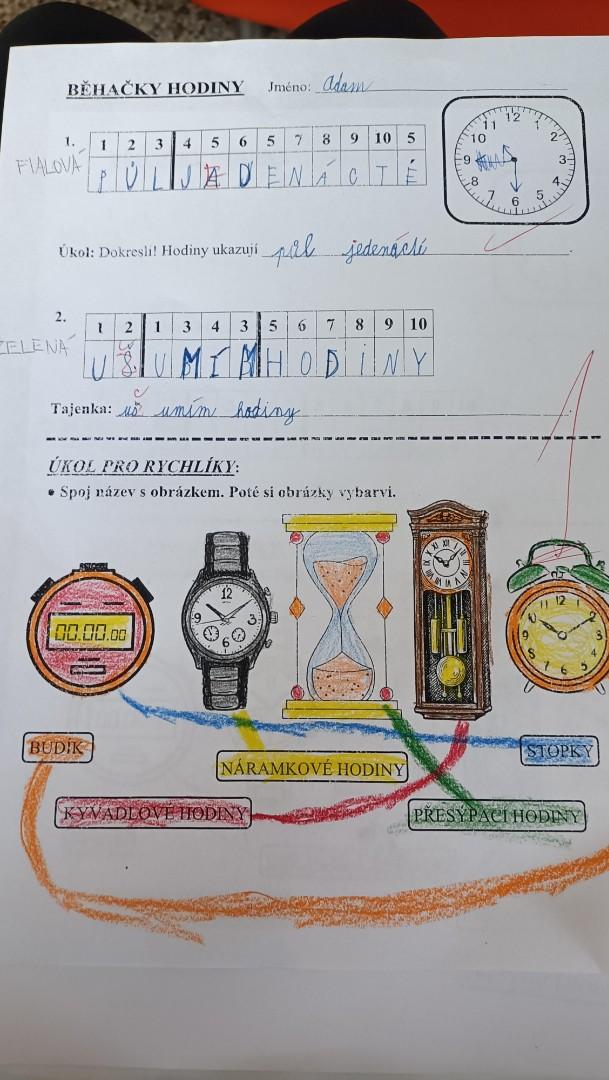 BĚHAČKY HODINY Jméno: Adam
1. 1 2 3 4 5 6 5 7 8 9 10 5
FIALOVÁ P Ů L J E D E N Á C T É
12 1 2 3 4 5 6 7 8 9 10 11
Úkol: Dokresli! Hodiny ukazují půl jedenácté
2. 1 2 1 3 4 3 5 6 7 8 9 10
ZELENÁ U Š U M Í M H O D I N Y
Tajenka: uš umím hodiny
ÚKOL PRO RYCHLÍKY:
• Spoj název s obrázkem. Poté si obrázky vybarvi.
00.00.00
BUDÍK
STOPKY
NÁRAMKOVÉ HODINY
KYVADLOVÉ HODINY
PŘESÝPACÍ HODINY